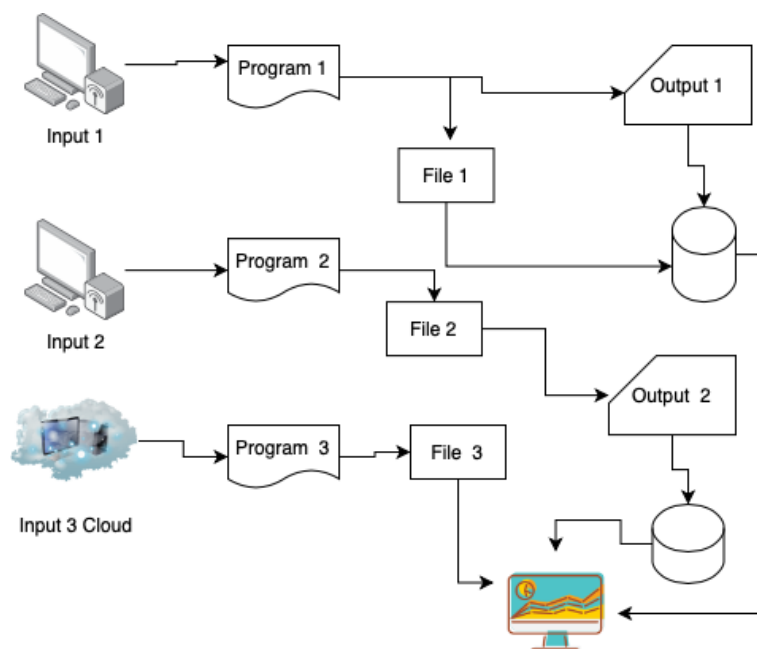 Program 1
Output 1
Input 1
File 1
Program 2
File 2
Input 2
Output 2
Program 3
File 3
Input 3 Cloud